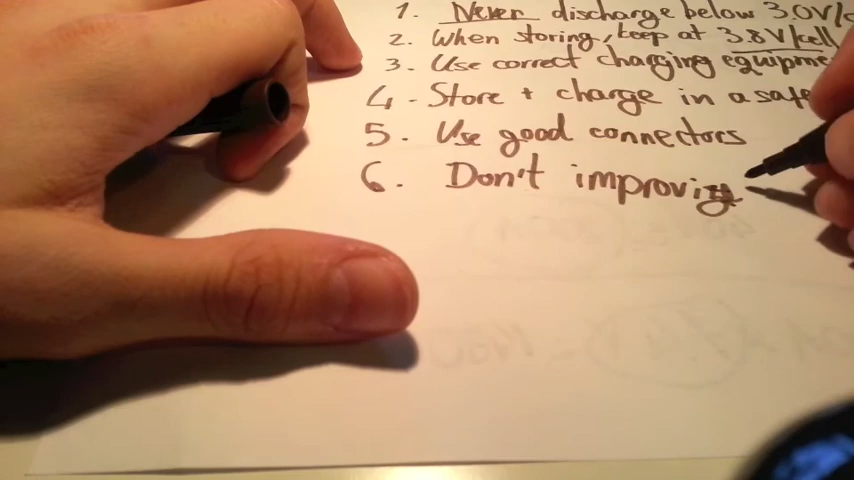 1. Never discharge below 3.0V/c
2. When storing, keep at 3.8V/cell
3. Use correct charging equipme
4. Store + charge in a safe
5. Use good connectors
6. Don't improvi